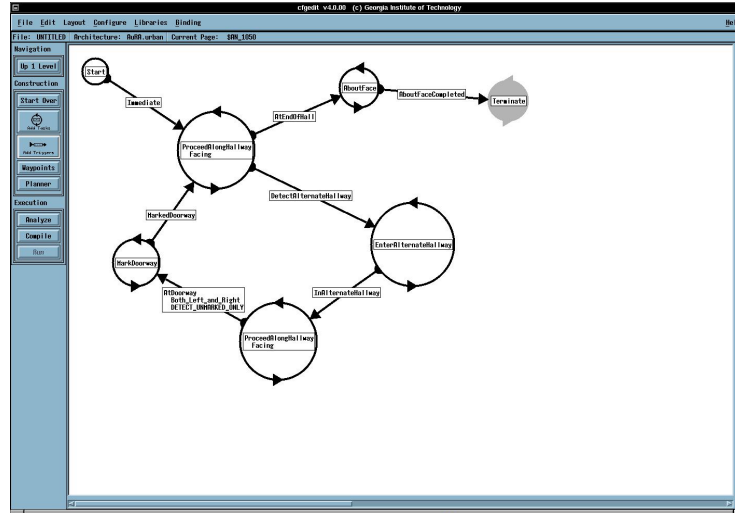 cfgedit v4.0.00 (c) Georgia Institute of Technology
File Edit Layout Configure Libraries Binding
File: UNTITLED Architecture: AuRA.urban Current Page: $AN_1050
Navigation
Up 1 Level
Construction
Start Over
Add Tasks
Add Triggers
Waypoints
Planner
Execution
Analyze
Compile
Run
Start
Immediate
AboutFace
AboutFaceCompleted
Terminate
AtEndOfHall
ProceedAlongHallway
Facing
DetectAlternateHallway
MarkedDoorway
EnterAlternateHallway
MarkDoorway
InAlternateHallway
AtDoorway
Both_Left_and_Right
DETECT_UNMARKED_ONLY
ProceedAlongHallway
Facing